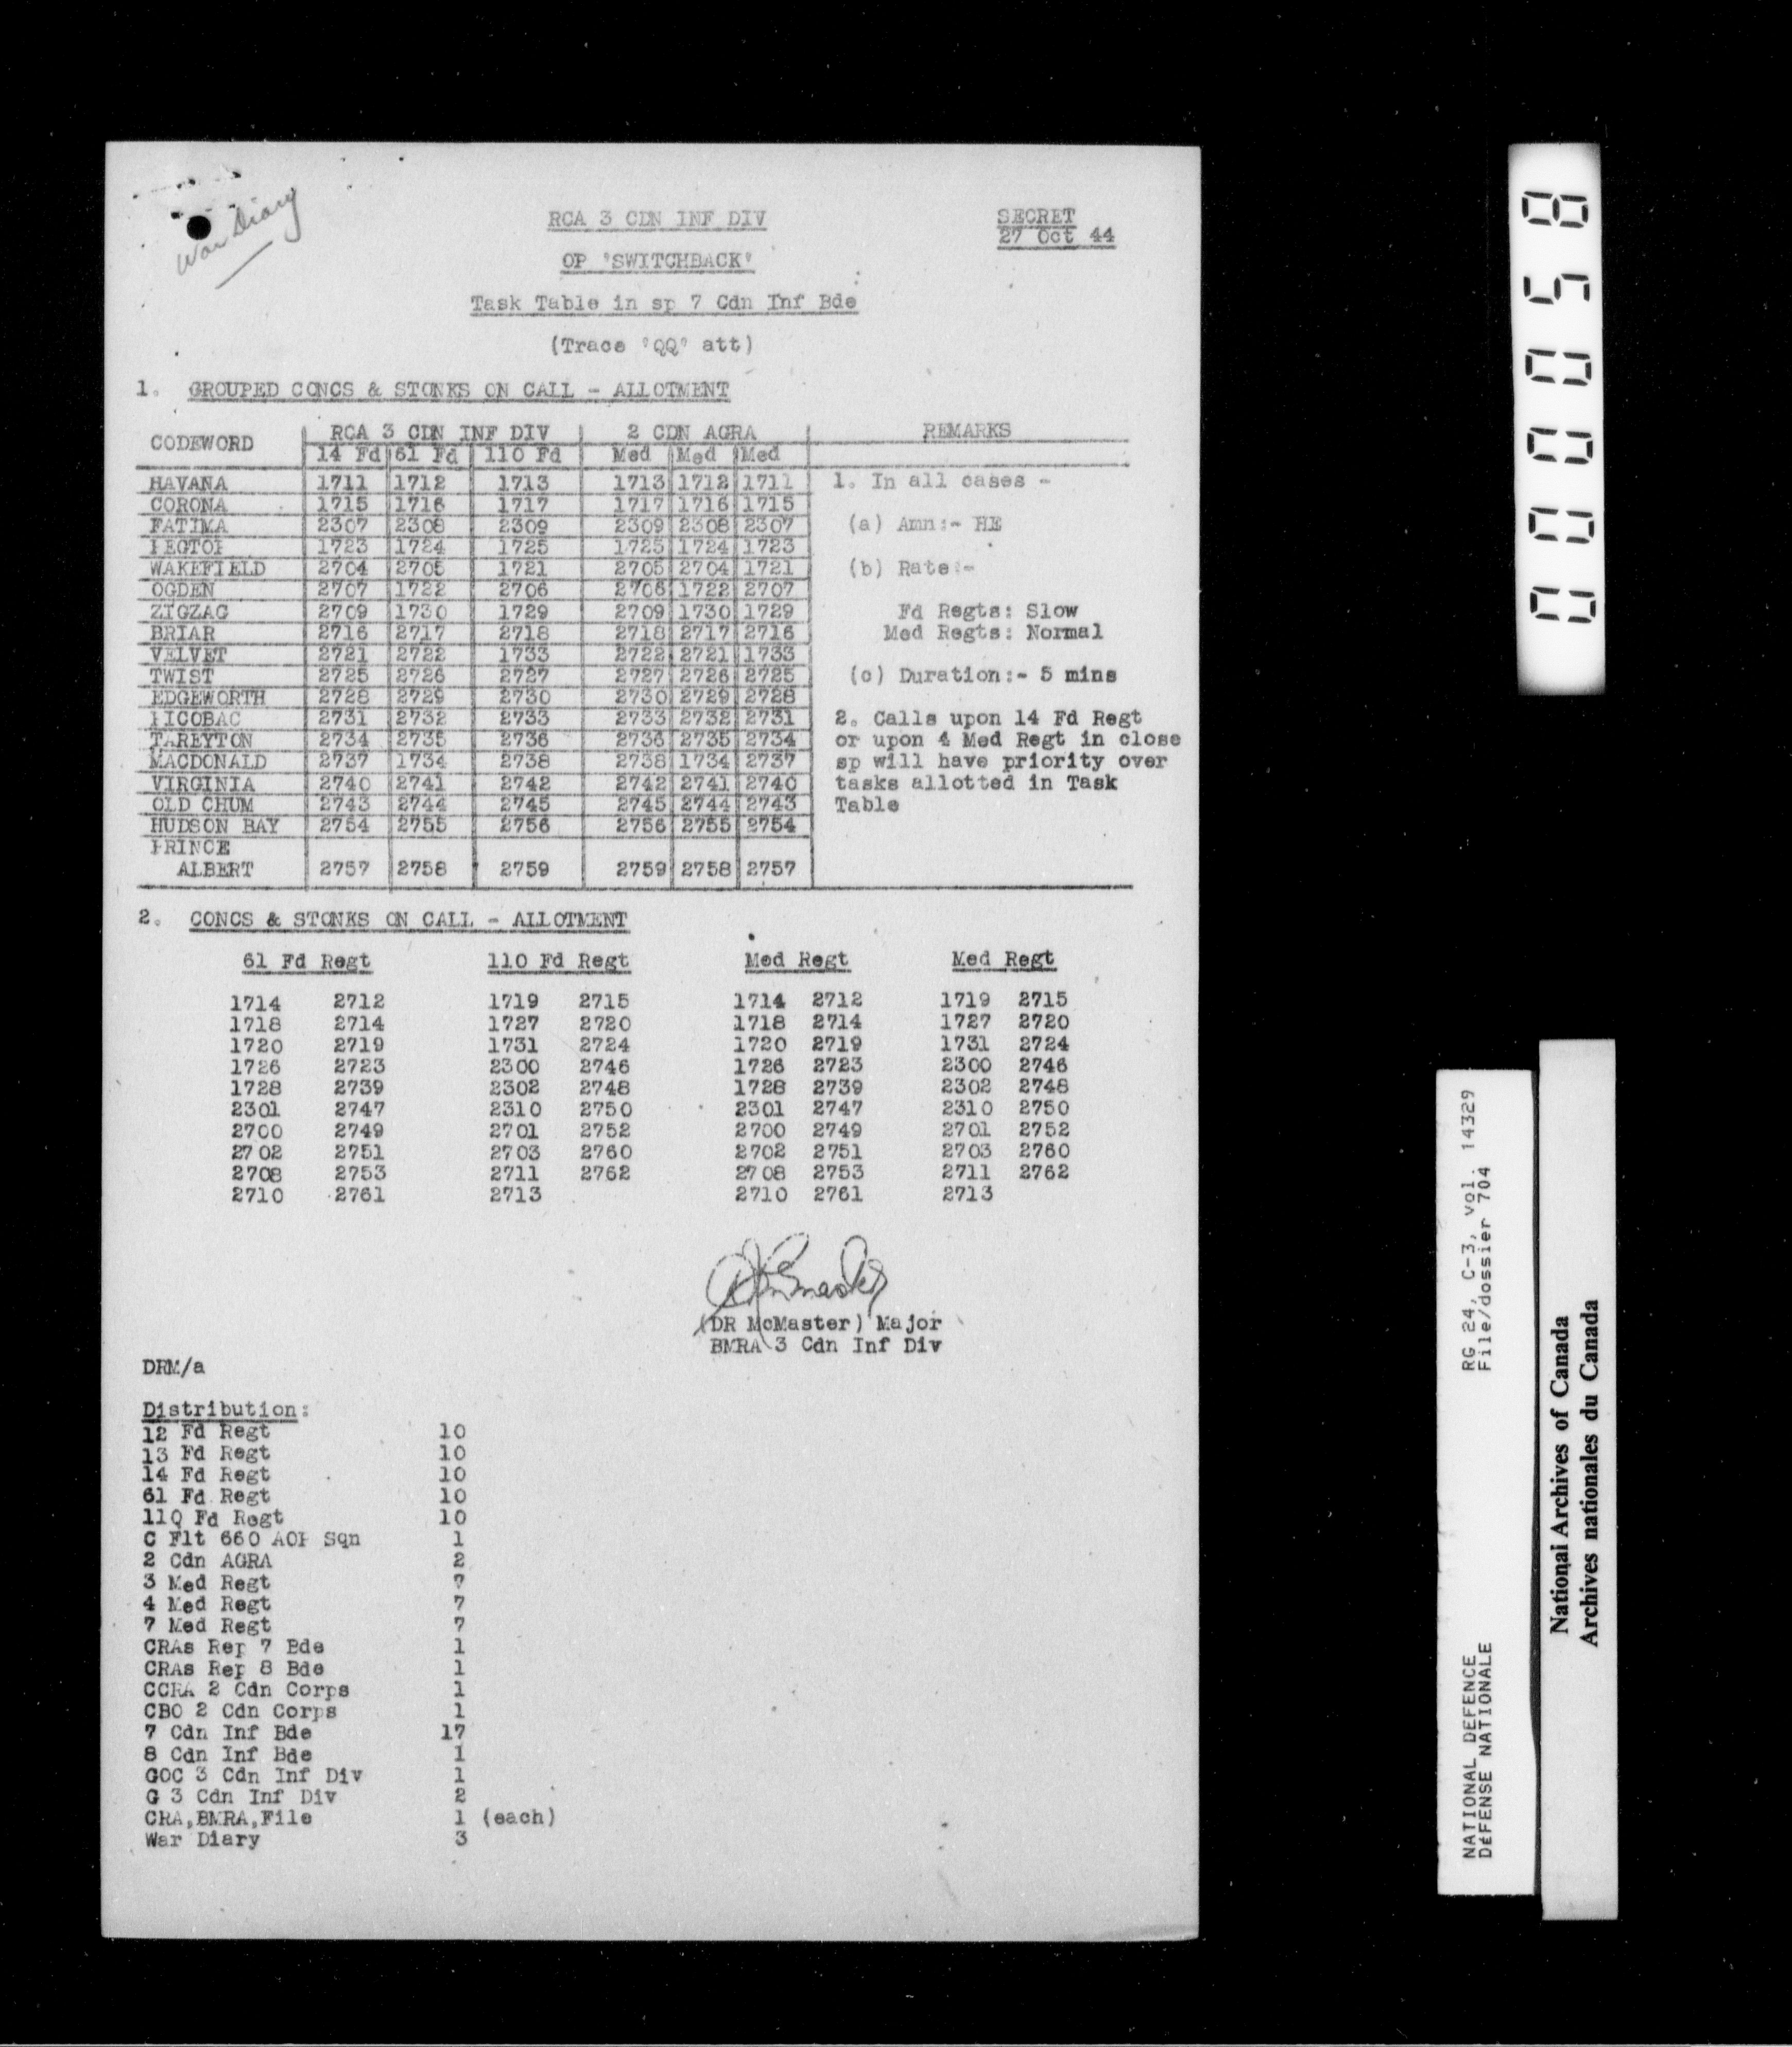 War Diary
RCA 3 CDN INF DIV
SECRET
27 Oct 44
OP 'SWITCHBACK'
Task Table in sp 7 Cdn Inf Bde
(Trace 'QQ' att)
1. GROUPED CONCS & STONKS ON CALL - ALLOTMENT
CODEWORD RCA 3 CDN INF DIV 2 CDN AGRA REMARKS
14 Fd 61 Fd 110 Fd Med Med Med
HAVANA 1711 1712 1713 1713 1712 1711 1. In all cases -
CORONA 1715 1716 1717 1717 1716 1715
FATIMA 2307 2308 2309 2309 2308 2307 (a) Amn:- HE
PEGTOP 1723 1724 1725 1725 1724 1723
WAKEFIELD 2704 2705 1721 2705 2704 1721 (b) Rate:-
OGDEN 2707 1722 2706 2706 1722 2707
ZIGZAG 2709 1730 1729 2709 1730 1729 Fd Regts: Slow
BRIAR 2716 2717 2718 2718 2717 2716 Med Regts: Normal
VELVET 2721 2722 1733 2722 2721 1733
TWIST 2725 2726 2727 2727 2726 2725 (c) Duration:- 5 mins
EDGEWORTH 2728 2729 2730 2730 2729 2728
PICOBAC 2731 2732 2733 2733 2732 2731 2. Calls upon 14 Fd Regt
TAREYTON 2734 2735 2736 2736 2735 2734 or upon 4 Med Regt in close
MACDONALD 2737 1734 2738 2738 1734 2737 sp will have priority over
VIRGINIA 2740 2741 2742 2742 2741 2740 tasks allotted in Task
OLD CHUM 2743 2744 2745 2745 2744 2743 Table
HUDSON BAY 2754 2755 2756 2756 2755 2754
PRINCE
ALBERT 2757 2758 2759 2759 2758 2757
2. CONCS & STONKS ON CALL - ALLOTMENT
61 Fd Regt 110 Fd Regt Med Regt Med Regt
1714 2712 1719 2715 1714 2712 1719 2715
1718 2714 1727 2720 1718 2714 1727 2720
1720 2719 1731 2724 1720 2719 1731 2724
1726 2723 2300 2746 1726 2723 2300 2746
1728 2739 2302 2748 1728 2739 2302 2748
2301 2747 2310 2750 2301 2747 2310 2750
2700 2749 2701 2752 2700 2749 2701 2752
2702 2751 2703 2760 2702 2751 2703 2760
2708 2753 2711 2762 2708 2753 2711 2762
2710 2761 2713 2710 2761 2713
(DR McMaster) Major
BMRA 3 Cdn Inf Div
DRM/a
Distribution:
12 Fd Regt 10
13 Fd Regt 10
14 Fd Regt 10
61 Fd Regt 10
110 Fd Regt 10
C Flt 660 AOP Sqn 1
2 Cdn AGRA 2
3 Med Regt 7
4 Med Regt 7
7 Med Regt 7
CRAs Rep 7 Bde 1
CRAs Rep 8 Bde 1
CCRA 2 Cdn Corps 1
CBO 2 Cdn Corps 1
7 Cdn Inf Bde 17
8 Cdn Inf Bde 1
GOC 3 Cdn Inf Div 1
G 3 Cdn Inf Div 2
CRA,BMRA,File 1 (each)
War Diary 3
000058
RG 24, C-3, vol. 14329
File/dossier 704
NATIONAL DEFENCE
DÉFENSE NATIONALE
National Archives of Canada
Archives nationales du Canada